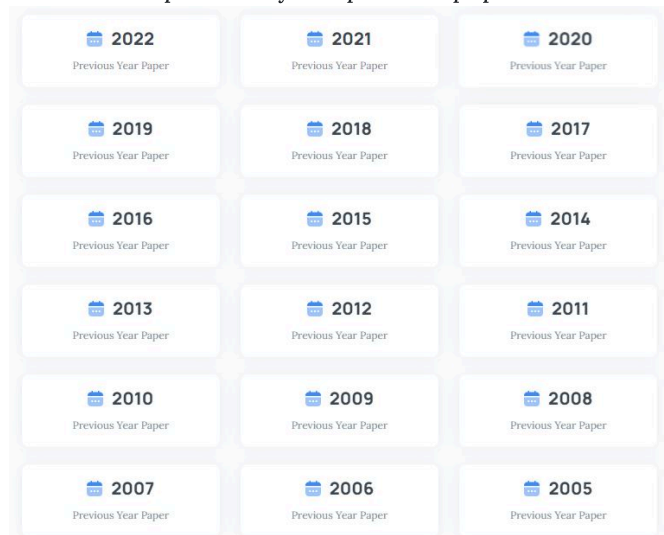 2022
Previous Year Paper
2021
Previous Year Paper
2020
Previous Year Paper
2019
Previous Year Paper
2018
Previous Year Paper
2017
Previous Year Paper
2016
Previous Year Paper
2015
Previous Year Paper
2014
Previous Year Paper
2013
Previous Year Paper
2012
Previous Year Paper
2011
Previous Year Paper
2010
Previous Year Paper
2009
Previous Year Paper
2008
Previous Year Paper
2007
Previous Year Paper
2006
Previous Year Paper
2005
Previous Year Paper